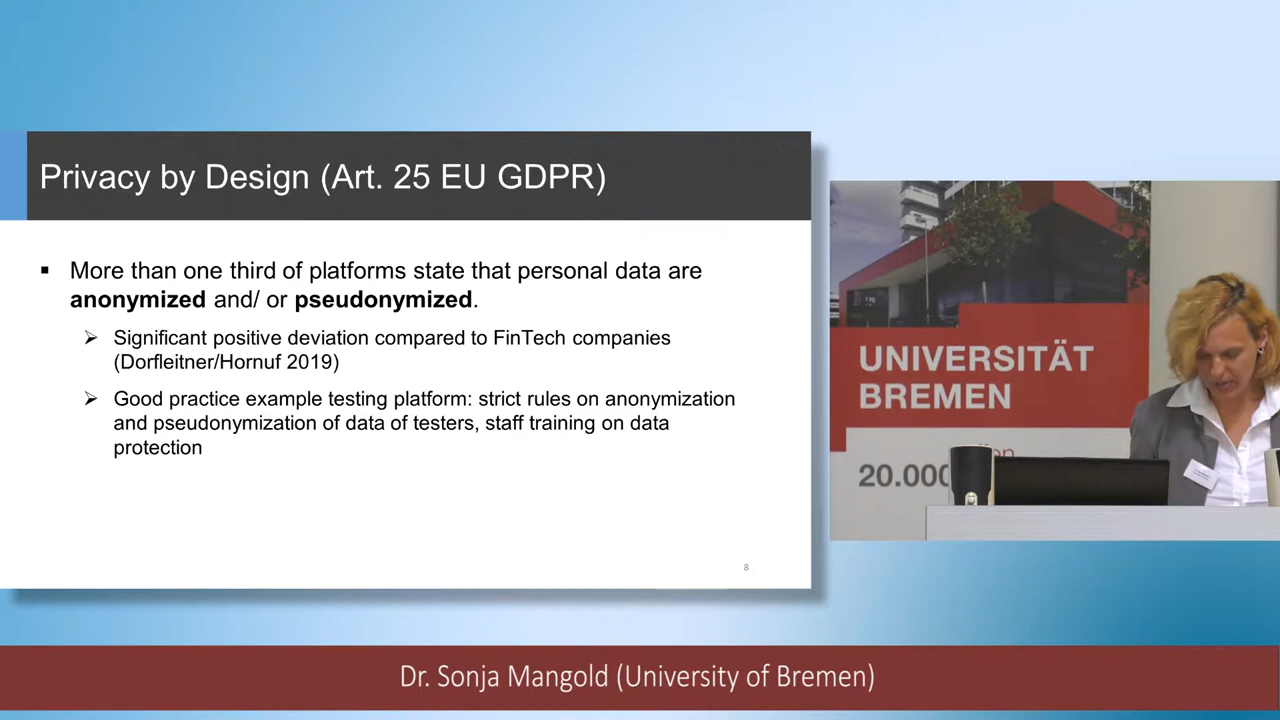 Privacy by Design (Art. 25 EU GDPR)
▪ More than one third of platforms state that personal data are
anonymized and/ or pseudonymized.
➢ Significant positive deviation compared to FinTech companies
(Dorfleitner/Hornuf 2019)
➢ Good practice example testing platform: strict rules on anonymization
and pseudonymization of data of testers, staff training on data
protection
8
UNIVERSITÄT
BREMEN
20.000
Dr. Sonja Mangold (University of Bremen)